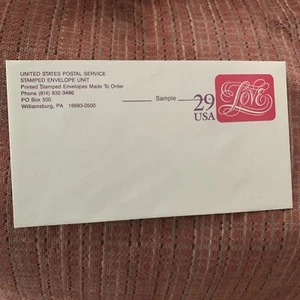 UNITED STATES POSTAL SERVICE
STAMPED ENVELOPE UNIT
Printed Stamped Envelopes Made To Order
Phone (814) 832-3496
PO Box 500
Williamsburg, PA 16693-0500
Sample
29
USA
LOVE